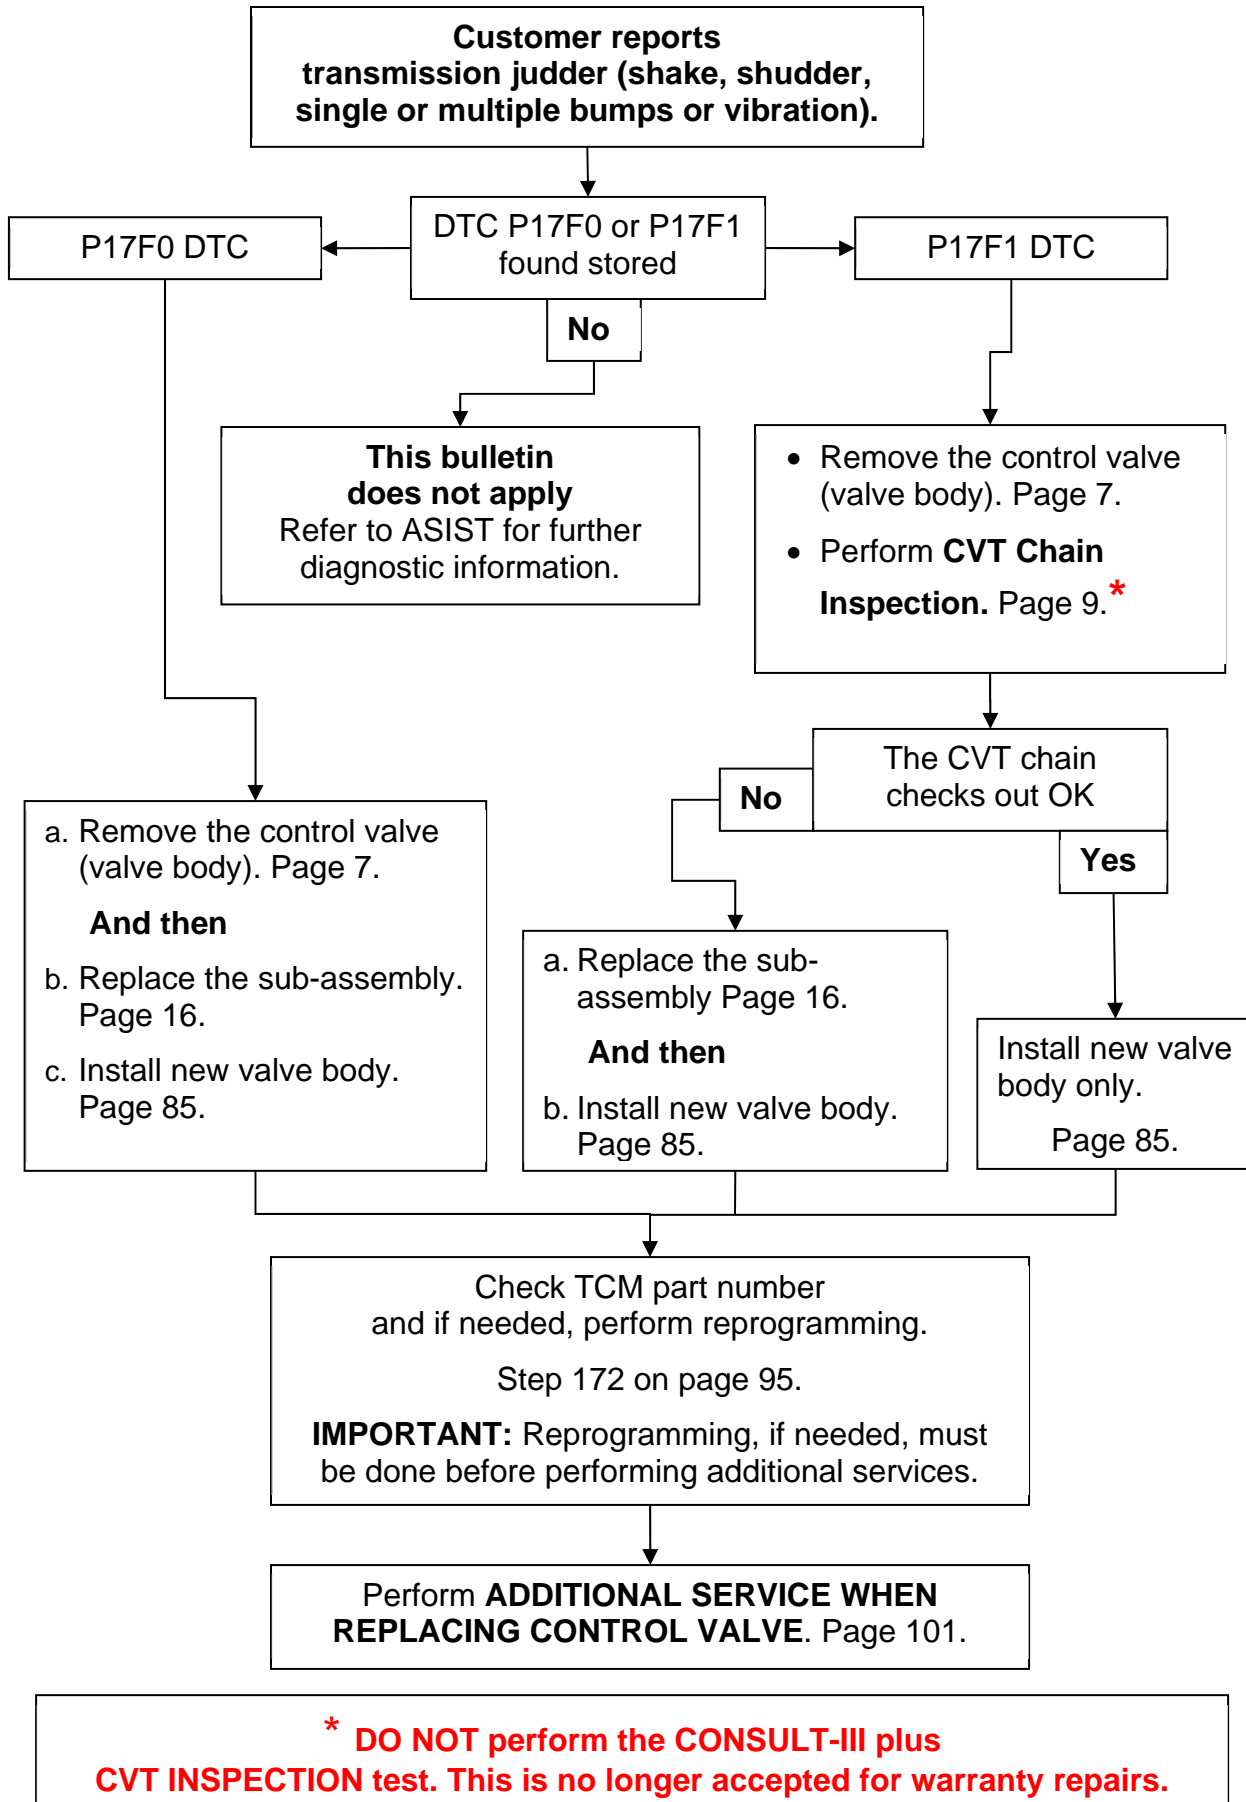 Customer reports
transmission judder (shake, shudder,
single or multiple bumps or vibration).
P17F0 DTC
DTC P17F0 or P17F1
found stored
P17F1 DTC
No
This bulletin
does not apply
Refer to ASIST for further
diagnostic information.
• Remove the control valve
(valve body). Page 7.
• Perform CVT Chain
Inspection. Page 9.*
The CVT chain
checks out OK
No
Yes
a. Remove the control valve
(valve body). Page 7.
And then
b. Replace the sub-assembly.
Page 16.
c. Install new valve body.
Page 85.
a. Replace the sub-
assembly Page 16.
And then
b. Install new valve body.
Page 85.
Install new valve
body only.
Page 85.
Check TCM part number
and if needed, perform reprogramming.
Step 172 on page 95.
IMPORTANT: Reprogramming, if needed, must
be done before performing additional services.
Perform ADDITIONAL SERVICE WHEN
REPLACING CONTROL VALVE. Page 101.
* DO NOT perform the CONSULT-III plus
CVT INSPECTION test. This is no longer accepted for warranty repairs.